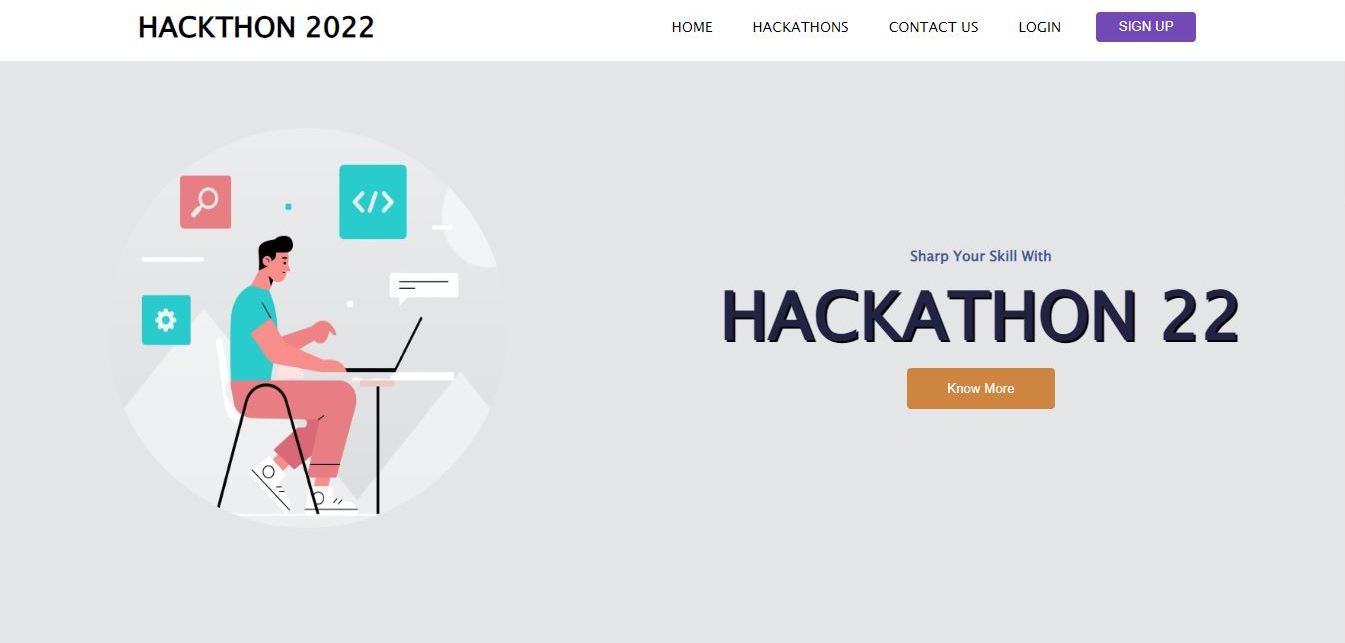 HACKTHON 2022
HOME HACKATHONS CONTACT US LOGIN SIGN UP
</>
Sharp Your Skill With
HACKATHON 22
Know More